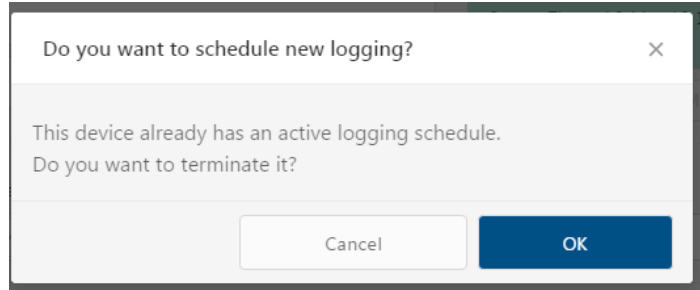 Do you want to schedule new logging?
This device already has an active logging schedule.
Do you want to terminate it?
Cancel
OK